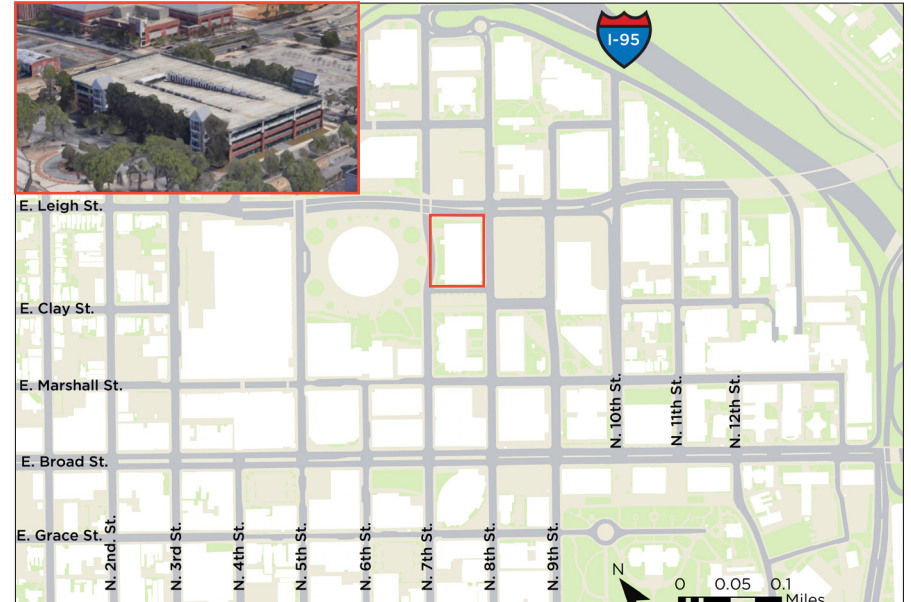 I-95
E. Leigh St.
E. Clay St.
E. Marshall St.
N. 10th St.
N. 11th St.
N. 12th St.
E. Broad St.
E. Grace St.
N. 2nd. St.
N. 3rd St.
N. 4th St.
N. 5th St.
N. 6th St.
N. 7th St.
N. 8th St.
N. 9th St.
N
0 0.05 0.1
Miles